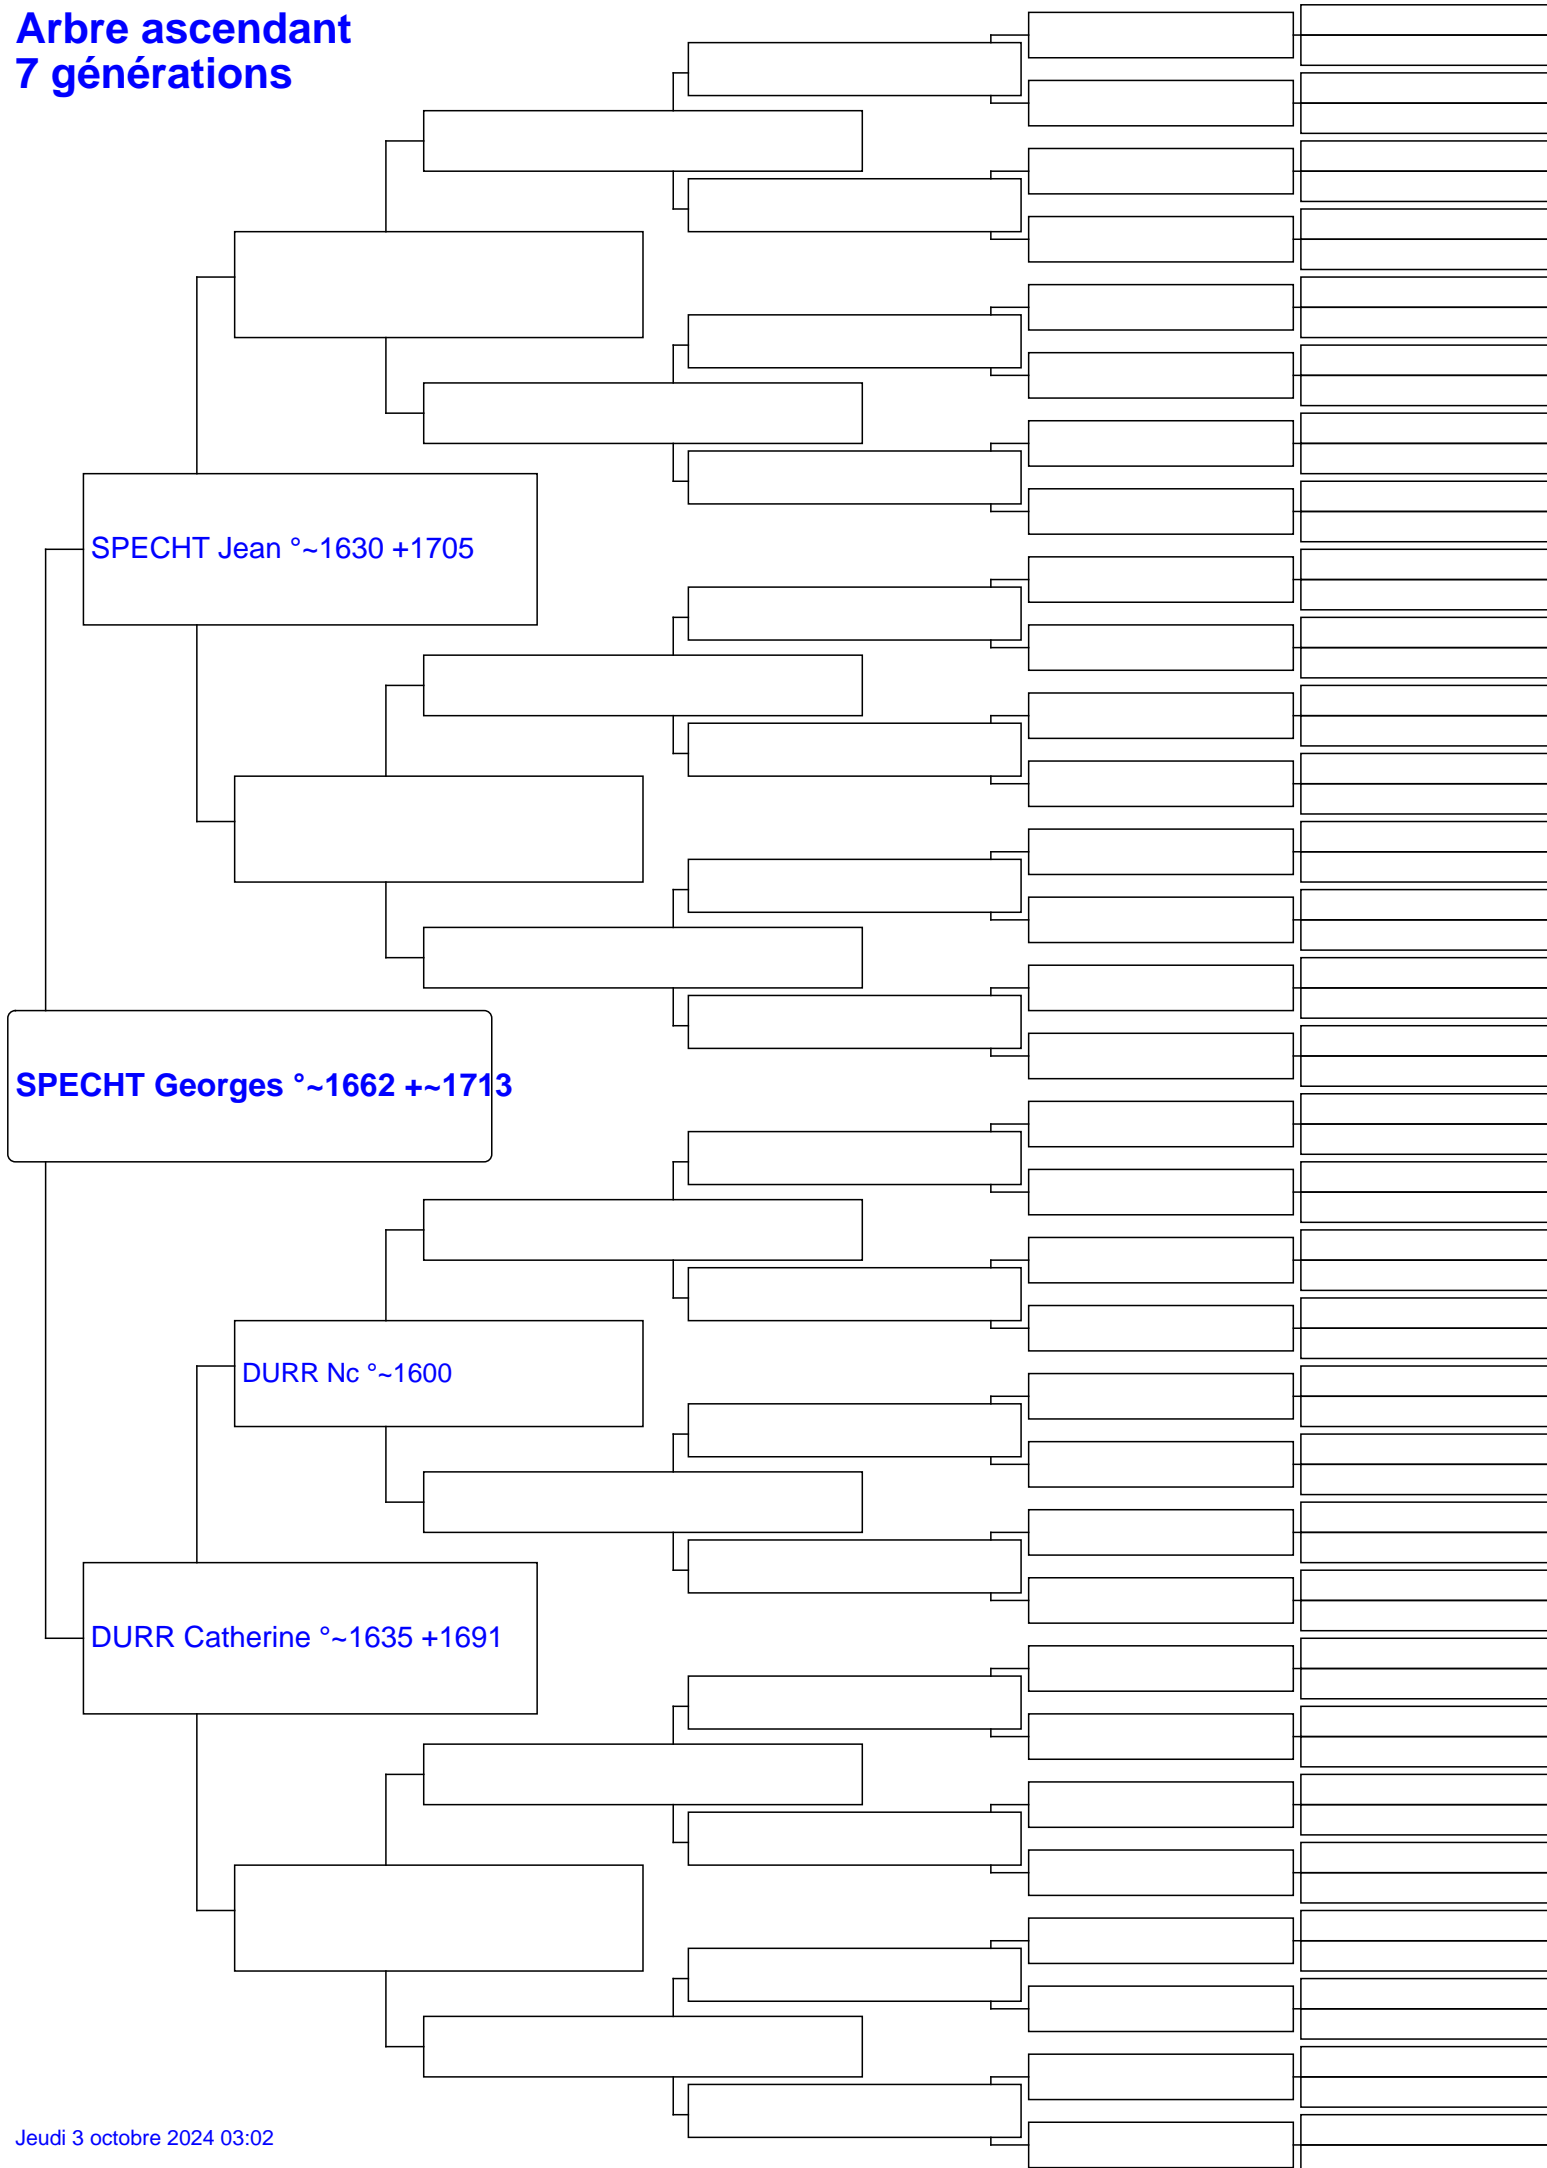 Arbre ascendant
7 générations
SPECHT Jean °~1630 +1705
SPECHT Georges °~1662 +~1713
DURR Nc °~1600
DURR Catherine °~1635 +1691
Jeudi 3 octobre 2024 03:02